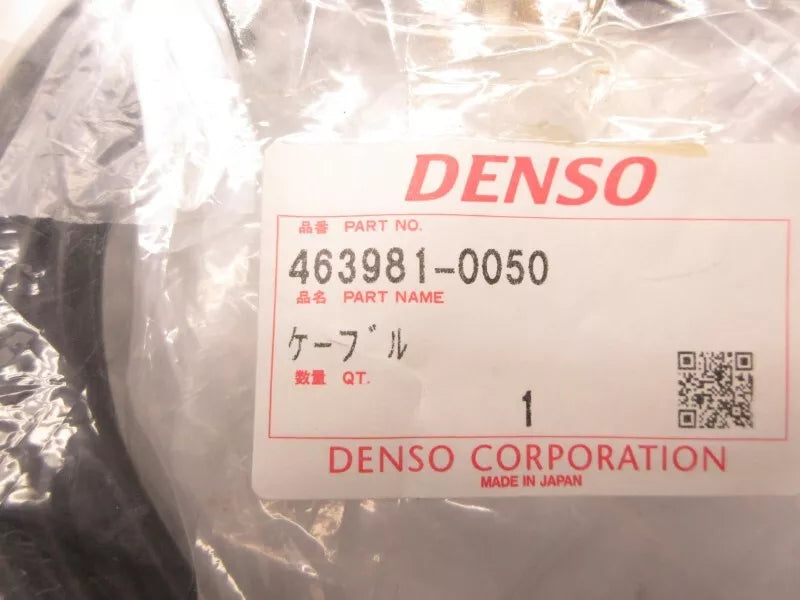 DENSO
品番 PART NO.
463981-0050
品名 PART NAME
ケーブル
数量 QT.
1
DENSO CORPORATION
MADE IN JAPAN